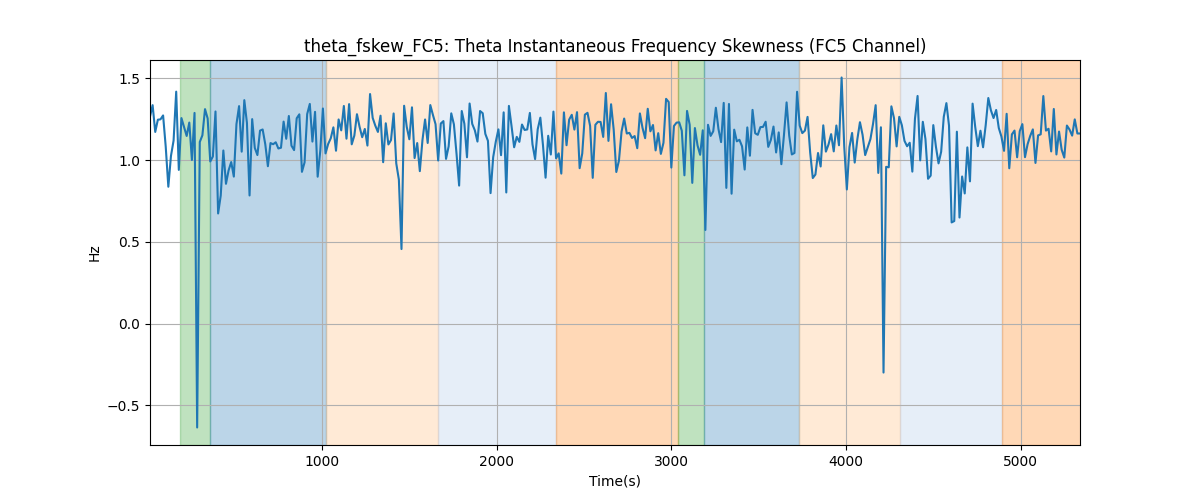 theta_fskew_FC5: Theta Instantaneous Frequency Skewness (FC5 Channel)
1.5
1.0
0.5
0.0
−0.5
Hz
1000 2000 3000 4000 5000
Time(s)